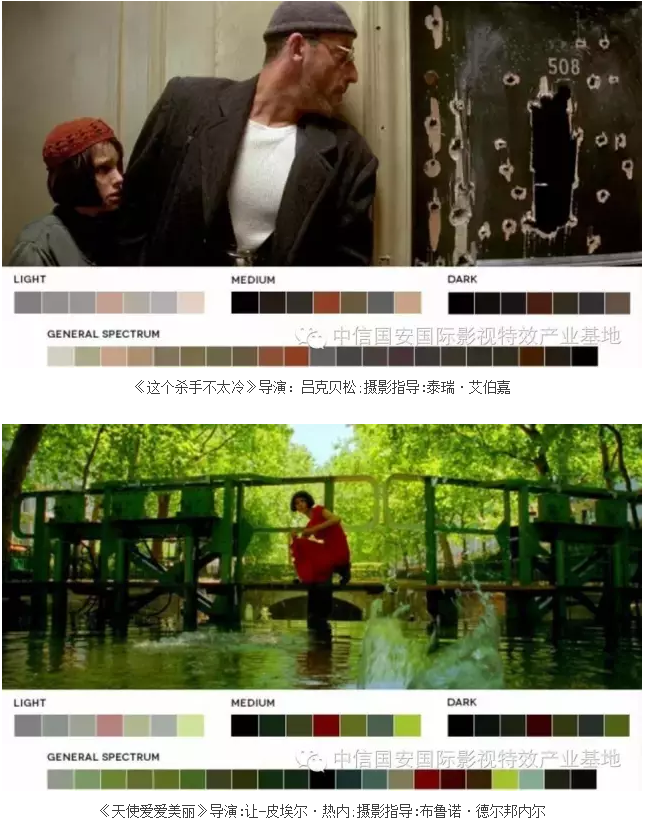 508
LIGHT
MEDIUM
DARK
GENERAL SPECTRUM
中信国安国际影视特效产业基地
《这个杀手不太冷》导演：吕克贝松;摄影指导:泰瑞·艾伯嘉
LIGHT
MEDIUM
DARK
GENERAL SPECTRUM
中信国安国际影视特效产业基地
《天使爱爱美丽》导演:让-皮埃尔·热内;摄影指导:布鲁诺·德尔邦内尔